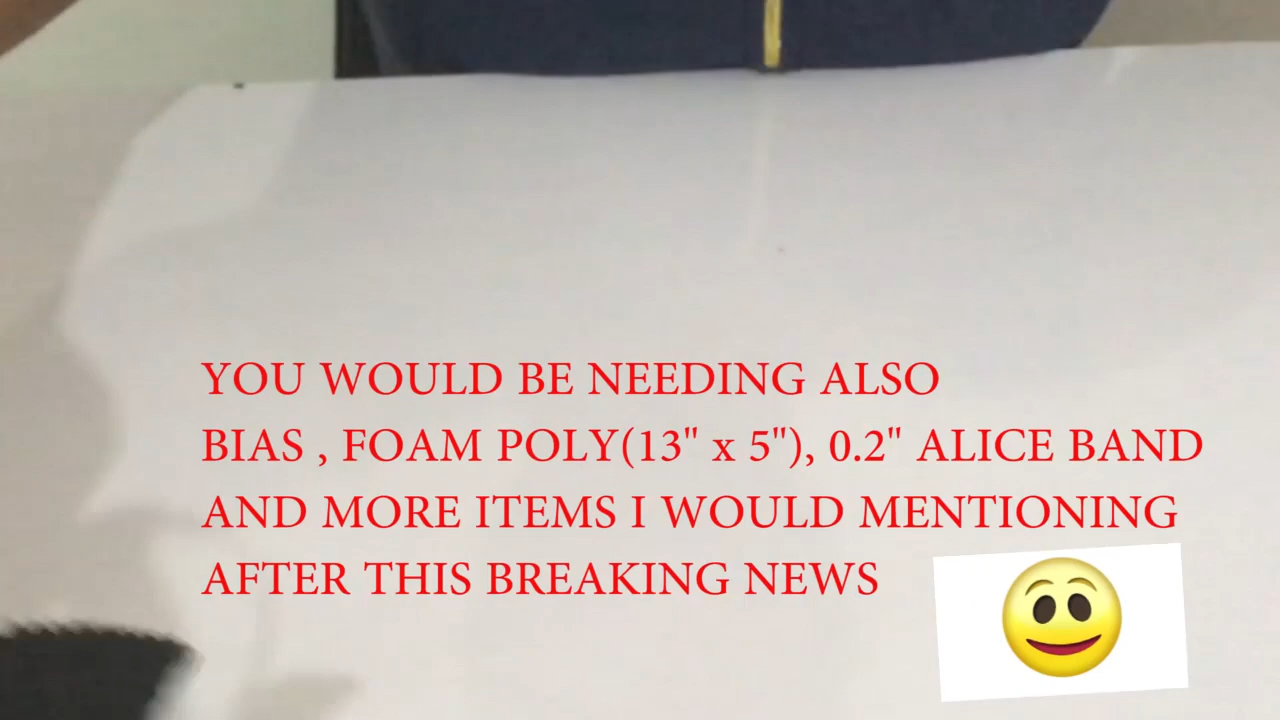 YOU WOULD BE NEEDING ALSO
BIAS , FOAM POLY(13" x 5"), 0.2" ALICE BAND
AND MORE ITEMS I WOULD MENTIONING
AFTER THIS BREAKING NEWS